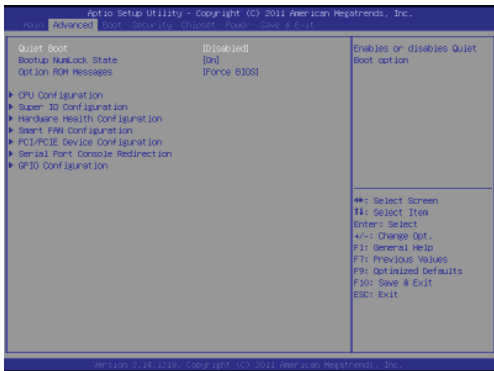 Aptio Setup Utility - Copyright (C) 2011 American Megatrends, Inc.
Main Advanced Boot Security Chipset Power Save & Exit
Quiet Boot [Disabled]
Bootup NumLock State [On]
Option ROM Messages [Force BIOS]
CPU Configuration
Super IO Configuration
Hardware Health Configuration
Smart FAN Configuration
PCI/PCIE Device Configuration
Serial Port Console Redirection
GPIO Configuration
Enables or disables Quiet
Boot option
↔: Select Screen
↑↓: Select Item
Enter: Select
+/-: Change Opt.
F1: General Help
F7: Previous Values
F9: Optimized Defaults
F10: Save & Exit
ESC: Exit
Version 2.14.1219. Copyright (C) 2011 American Megatrends, Inc.